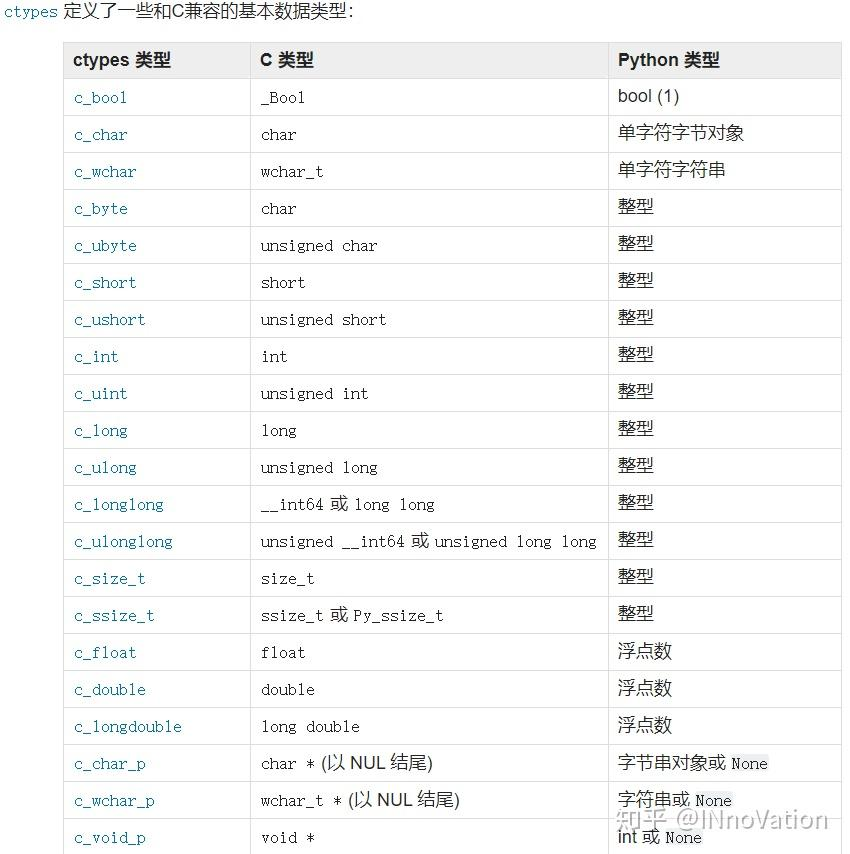 ctypes 定义了一些和C兼容的基本数据类型：
ctypes 类型 C 类型 Python 类型
c_bool _Bool bool (1)
c_char char 单字符字节对象
c_wchar wchar_t 单字符字符串
c_byte char 整型
c_ubyte unsigned char 整型
c_short short 整型
c_ushort unsigned short 整型
c_int int 整型
c_uint unsigned int 整型
c_long long 整型
c_ulong unsigned long 整型
c_longlong __int64 或 long long 整型
c_ulonglong unsigned __int64 或 unsigned long long 整型
c_size_t size_t 整型
c_ssize_t ssize_t 或 Py_ssize_t 整型
c_float float 浮点数
c_double double 浮点数
c_longdouble long double 浮点数
c_char_p char * (以 NUL 结尾) 字节串对象或 None
c_wchar_p wchar_t * (以 NUL 结尾) 字符串或 None
c_void_p void * int 或 None
知乎 @INnoVation